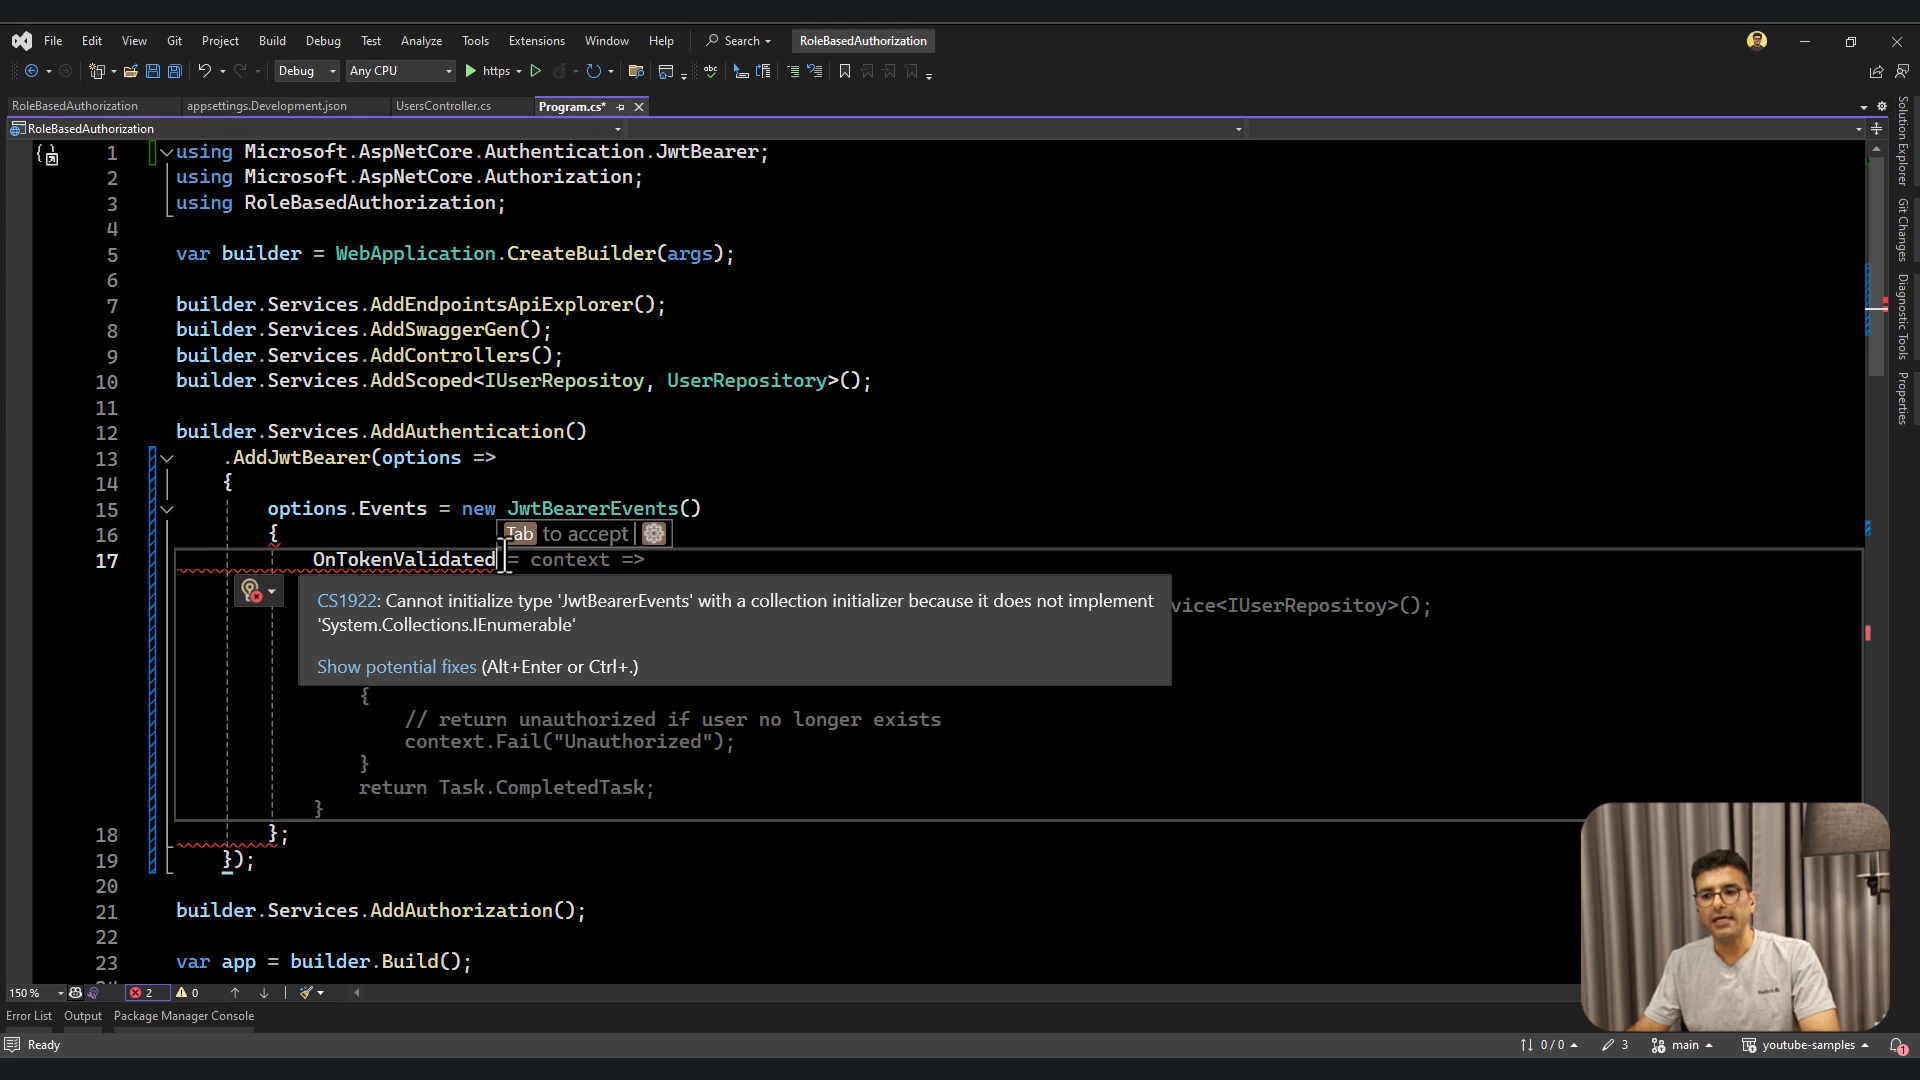 File Edit View Git Project Build Debug Test Analyze Tools Extensions Window Help Search RoleBasedAuthorization
Debug Any CPU https
RoleBasedAuthorization appsettings.Development.json UsersController.cs Program.cs*
RoleBasedAuthorization
1 using Microsoft.AspNetCore.Authentication.JwtBearer;
2 using Microsoft.AspNetCore.Authorization;
3 using RoleBasedAuthorization;
4
5 var builder = WebApplication.CreateBuilder(args);
6
7 builder.Services.AddEndpointsApiExplorer();
8 builder.Services.AddSwaggerGen();
9 builder.Services.AddControllers();
10 builder.Services.AddScoped<IUserRepositoy, UserRepository>();
11
12 builder.Services.AddAuthentication()
13 .AddJwtBearer(options =>
14 {
15 options.Events = new JwtBearerEvents()
16 {
Tab to accept
17 OnTokenValidated = context =>
CS1922: Cannot initialize type 'JwtBearerEvents' with a collection initializer because it does not implement
'System.Collections.IEnumerable'
Show potential fixes (Alt+Enter or Ctrl+.)
vice<IUserRepositoy>();
{
// return unauthorized if user no longer exists
context.Fail("Unauthorized");
}
return Task.CompletedTask;
}
18 };
19 });
20
21 builder.Services.AddAuthorization();
22
23 var app = builder.Build();
150 % 2 0
Error List Output Package Manager Console
Ready 0 / 0 3 main youtube-samples 1
Solution Explorer
Git Changes
Diagnostic Tools
Properties